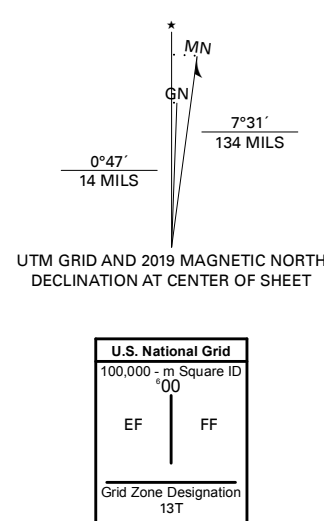 ★
MN
GN
7°31´
134 MILS
0°47´
14 MILS
UTM GRID AND 2019 MAGNETIC NORTH
DECLINATION AT CENTER OF SHEET
U.S. National Grid
100,000 - m Square ID
⁶00
EF FF
Grid Zone Designation
13T